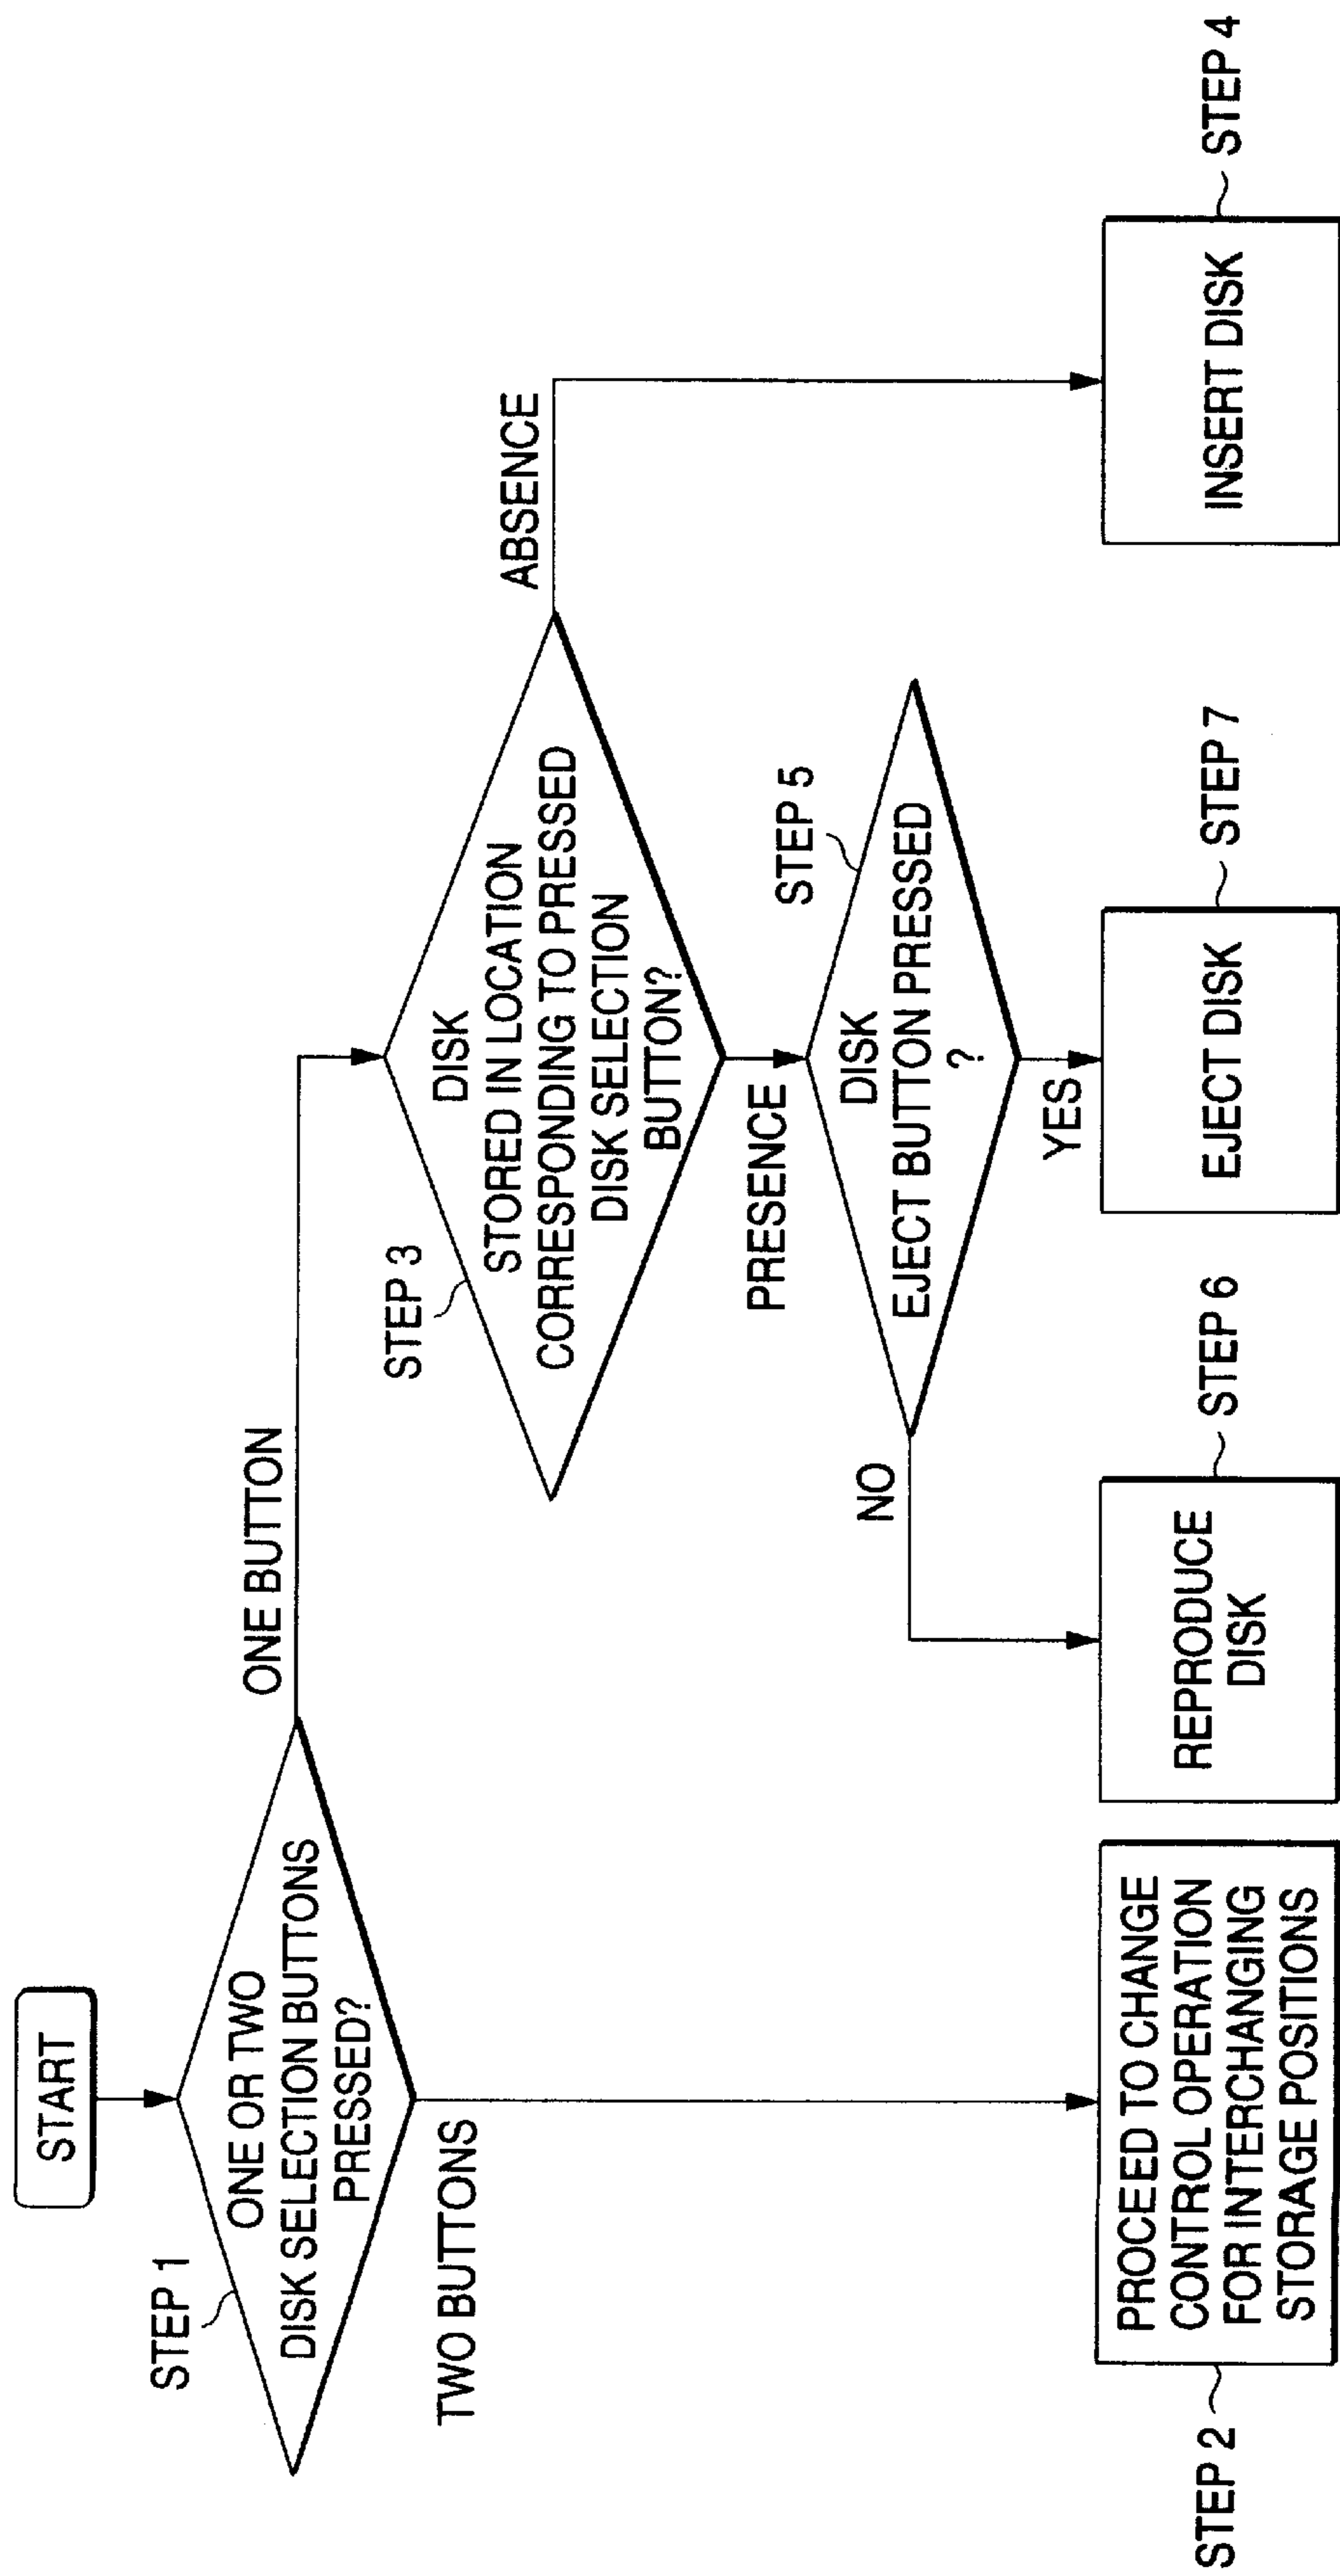 START
STEP 1
ONE OR TWO
DISK SELECTION BUTTONS
PRESSED?
ONE BUTTON
TWO BUTTONS
STEP 3
DISK
STORED IN LOCATION
CORRESPONDING TO PRESSED
DISK SELECTION
BUTTON?
ABSENCE
PRESENCE
STEP 5
DISK
EJECT BUTTON PRESSED
?
NO
YES
STEP 2
PROCEED TO CHANGE
CONTROL OPERATION
FOR INTERCHANGING
STORAGE POSITIONS
REPRODUCE
DISK
STEP 6
EJECT DISK
STEP 7
INSERT DISK
STEP 4